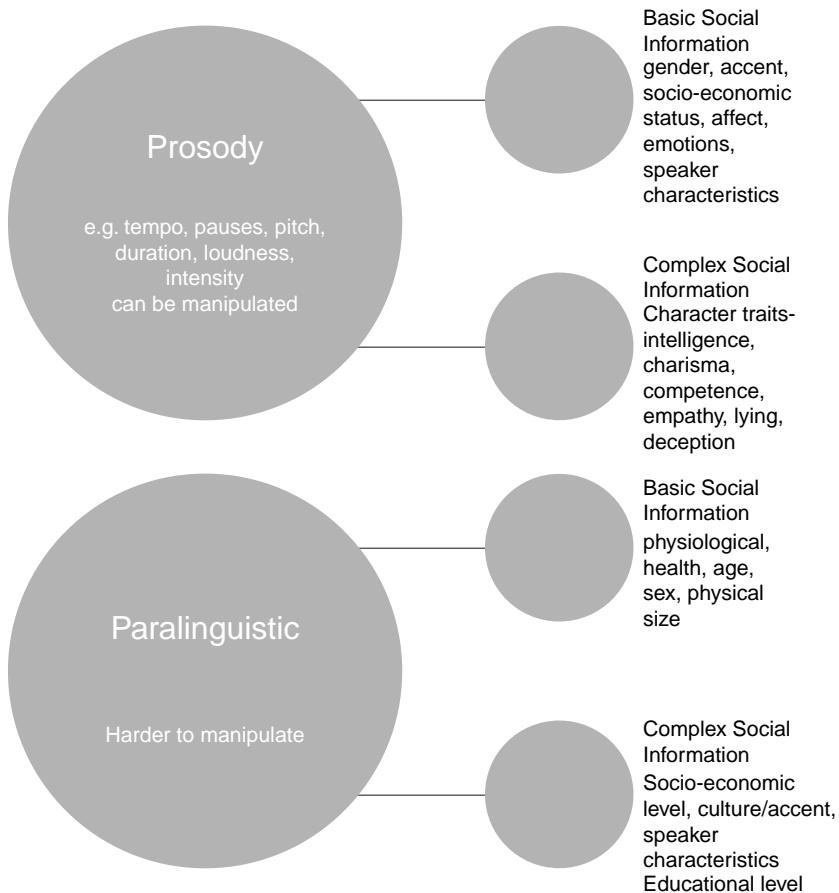 Prosody
e.g. tempo, pauses, pitch,
duration, loudness,
intensity
can be manipulated
Basic Social
Information
gender, accent,
socio-economic
status, affect,
emotions,
speaker
characteristics
Complex Social
Information
Character traits-
intelligence,
charisma,
competence,
empathy, lying,
deception
Paralinguistic
Harder to manipulate
Basic Social
Information
physiological,
health, age,
sex, physical
size
Complex Social
Information
Socio-economic
level, culture/accent,
speaker
characteristics
Educational level